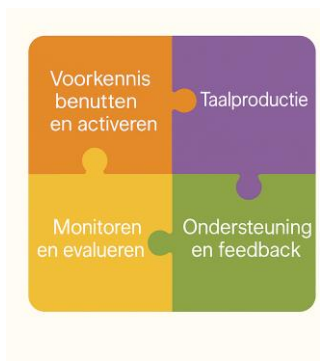 Voorkennis
benutten
en activeren
Taalproductie
Monitoren
en evalueren
Ondersteuning
en feedback